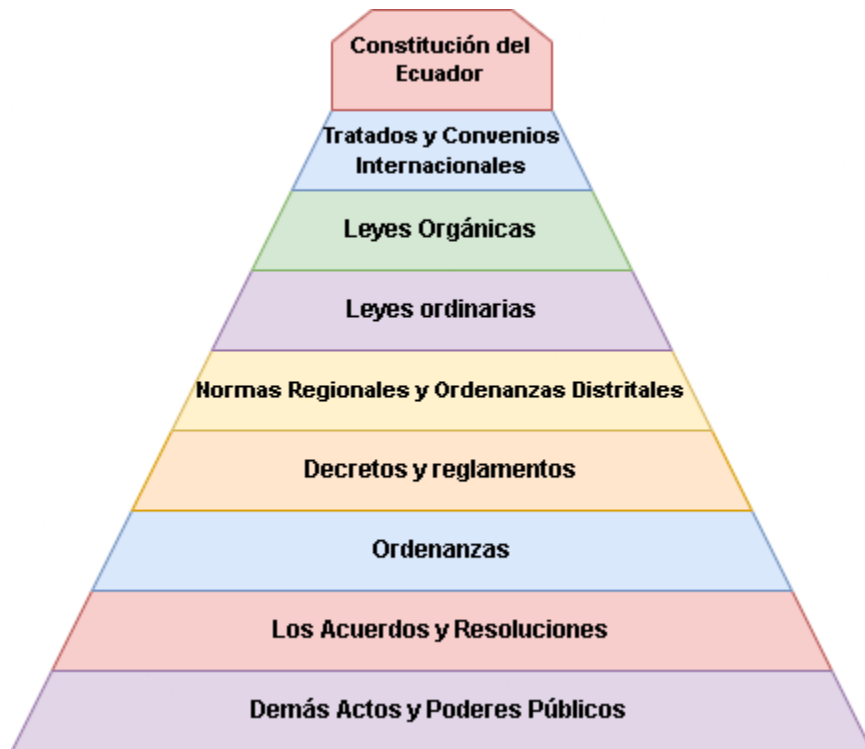 Constitución del
Ecuador
Tratados y Convenios
Internacionales
Leyes Orgánicas
Leyes ordinarias
Normas Regionales y Ordenanzas Distritales
Decretos y reglamentos
Ordenanzas
Los Acuerdos y Resoluciones
Demás Actos y Poderes Públicos